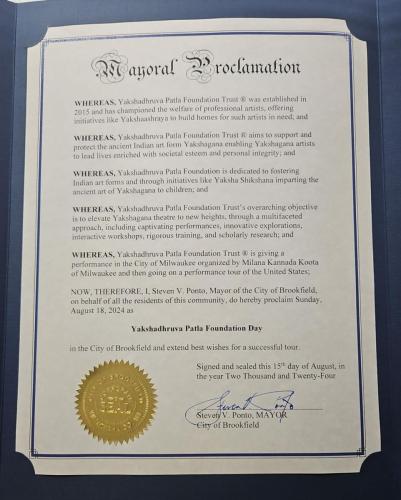 Mayoral Proclamation
WHEREAS, Yakshadhruva Patla Foundation Trust ® was established in
2015 and has championed the welfare of professional artists, offering
initiatives like Yakshaashraya to build homes for such artists in need; and
WHEREAS, Yakshadhruva Patla Foundation Trust ® aims to support and
protect the ancient Indian art form Yakshagana enabling Yakshagana artists
to lead lives enriched with societal esteem and personal integrity; and
WHEREAS, Yakshadhruva Patla Foundation is dedicated to fostering
Indian art forms and through initiatives like Yaksha Shikshana imparting the
ancient art of Yakshagana to children; and
WHEREAS, Yakshadhruva Patla Foundation Trust's overarching objective
is to elevate Yakshagana theatre to new heights, through a multifaceted
approach, including captivating performances, innovative explorations,
interactive workshops, rigorous training, and scholarly research; and
WHEREAS, Yakshadhruva Patla Foundation Trust ® is giving a
performance in the City of Milwaukee organized by Milana Kannada Koota
of Milwaukee and then going on a performance tour of the United States;
NOW, THEREFORE, I, Steven V. Ponto, Mayor of the City of Brookfield,
on behalf of all the residents of this community, do hereby proclaim Sunday,
August 18, 2024 as
Yakshadhruva Patla Foundation Day
in the City of Brookfield and extend best wishes for a successful tour.
Signed and sealed this 15th day of August, in
the year Two Thousand and Twenty-Four
Steven V. Ponto
Steven V. Ponto, MAYOR
City of Brookfield